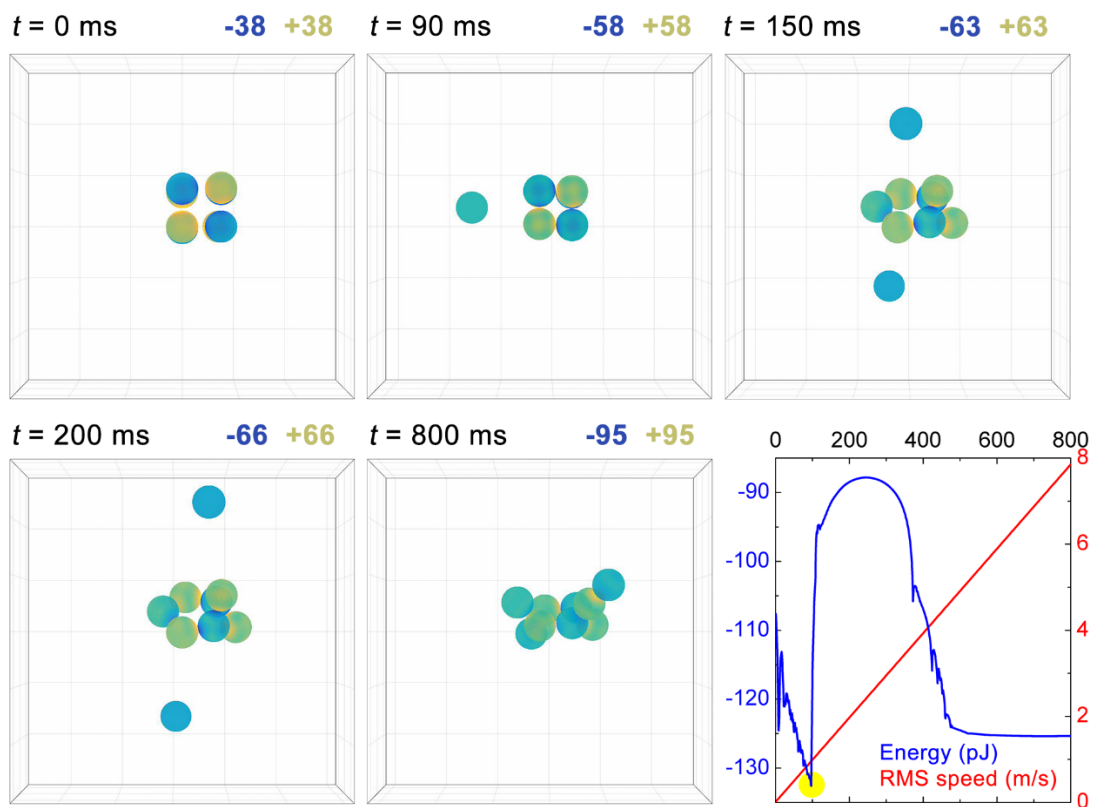 t = 0 ms -38 +38
t = 90 ms -58 +58
t = 150 ms -63 +63
t = 200 ms -66 +66
t = 800 ms -95 +95
0 200 400 600 800
8
-90
6
-100
-110
4
-120
2
Energy (pJ)
-130
RMS speed (m/s)
0